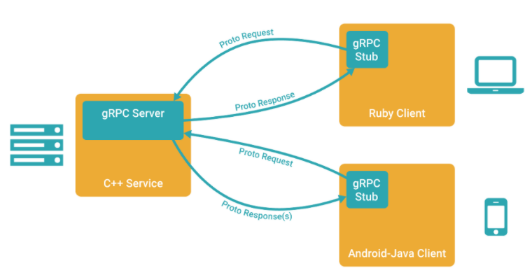 Proto Request
gRPC
Stub
gRPC Server
Proto Response
Ruby Client
Proto Request
C++ Service
gRPC
Stub
Proto Response(s)
Android-Java Client